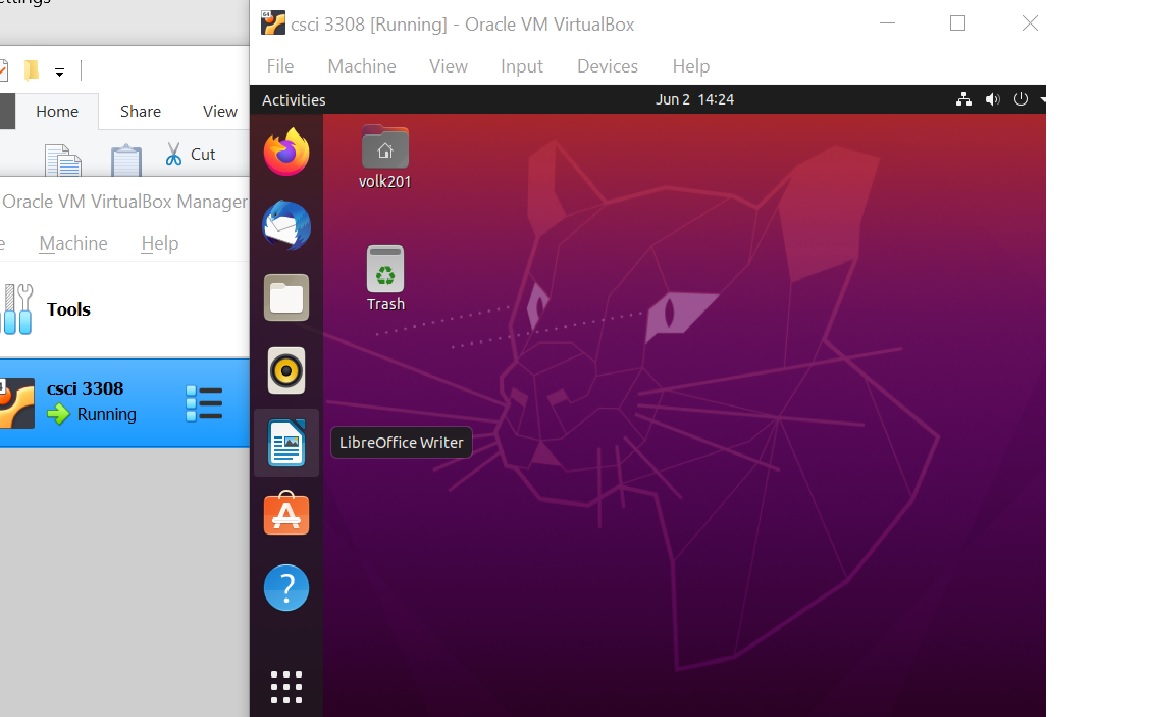 csci 3308 [Running] - Oracle VM VirtualBox
File Machine View Input Devices Help
Activities
Jun 2 14:24
Home Share View
Cut
Oracle VM VirtualBox Manager
Machine Help
Tools
csci 3308
Running
volk201
Trash
LibreOffice Writer